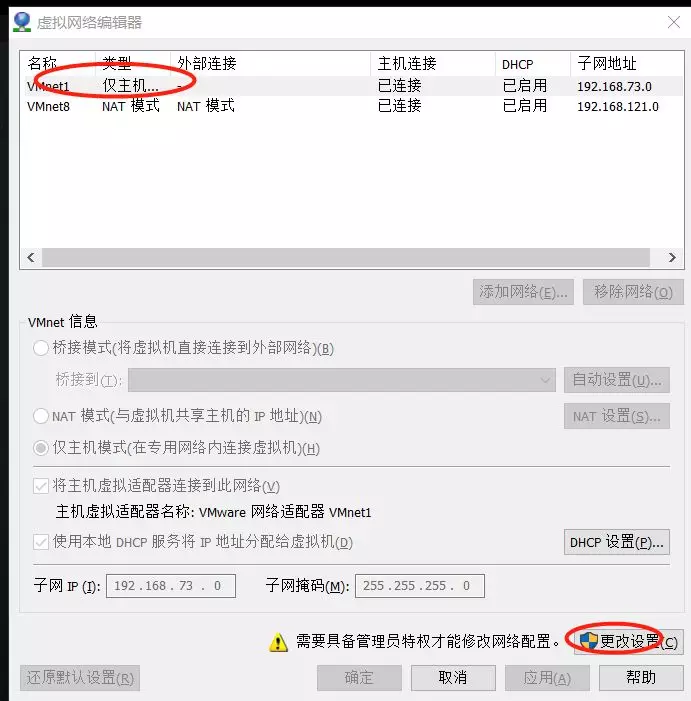 虚拟网络编辑器
名称 类型 外部连接 主机连接 DHCP 子网地址
VMnet1 仅主机... - 已连接 已启用 192.168.73.0
VMnet8 NAT 模式 NAT 模式 已连接 已启用 192.168.121.0
添加网络(E)... 移除网络(O)
VMnet 信息
桥接模式(将虚拟机直接连接到外部网络)(B)
桥接到(T): 自动设置(U)...
NAT 模式(与虚拟机共享主机的 IP 地址)(N) NAT 设置(S)...
仅主机模式(在专用网络内连接虚拟机)(H)
将主机虚拟适配器连接到此网络(V)
主机虚拟适配器名称: VMware 网络适配器 VMnet1
使用本地 DHCP 服务将 IP 地址分配给虚拟机(D) DHCP 设置(P)...
子网 IP (I): 192 . 168 . 73 . 0 子网掩码(M): 255 . 255 . 255 . 0
需要具备管理员特权才能修改网络配置。 更改设置(C)
还原默认设置(R) 确定 取消 应用(A) 帮助